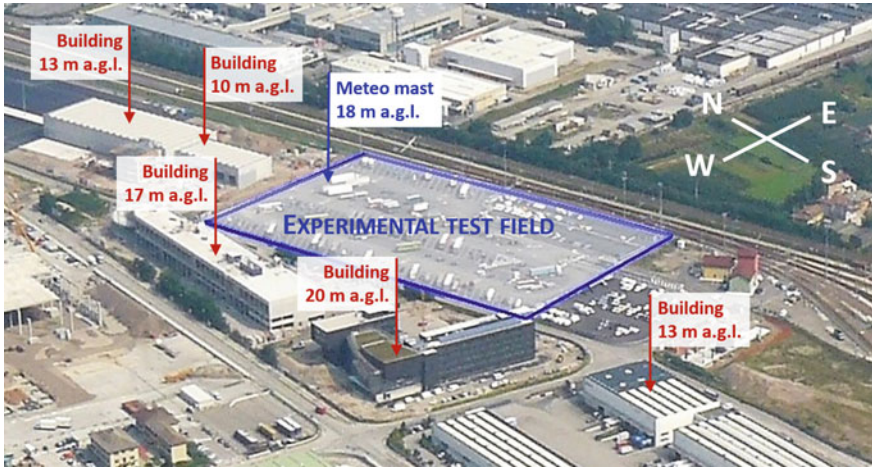 Building
13 m a.g.l.
Building
10 m a.g.l.
Meteo mast
18 m a.g.l.
N
E
W
S
Building
17 m a.g.l.
EXPERIMENTAL TEST FIELD
Building
20 m a.g.l.
Building
13 m a.g.l.